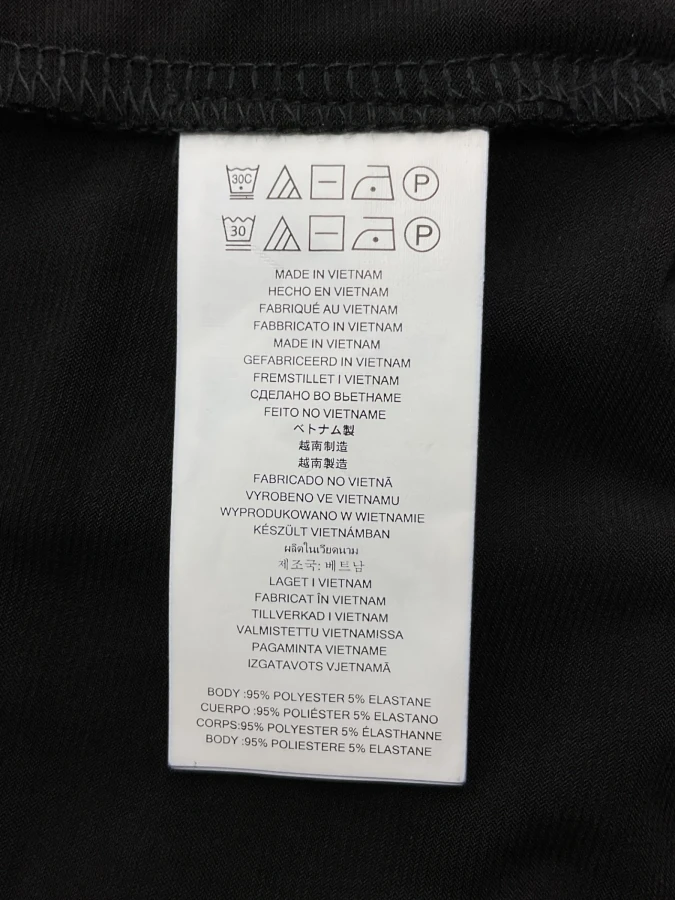 30C P
30 P
MADE IN VIETNAM
HECHO EN VIETNAM
FABRIQUÉ AU VIETNAM
FABBRICATO IN VIETNAM
MADE IN VIETNAM
GEFABRICEERD IN VIETNAM
FREMSTILLET I VIETNAM
СДЕЛАНО ВО ВЬЕТНАМЕ
FEITO NO VIETNAME
ベトナム製
越南制造
越南製造
FABRICADO NO VIETNÃ
VYROBENO VE VIETNAMU
WYPRODUKOWANO W WIETNAMIE
KÉSZÜLT VIETNÁMBAN
ผลิตในเวียดนาม
제조국: 베트남
LAGET I VIETNAM
FABRICAT ÎN VIETNAM
TILLVERKAD I VIETNAM
VALMISTETTU VIETNAMISSA
PAGAMINTA VIETNAME
IZGATAVOTS VJETNAMĀ
BODY :95% POLYESTER 5% ELASTANE
CUERPO :95% POLIÉSTER 5% ELASTANO
CORPS:95% POLYESTER 5% ÉLASTHANNE
BODY :95% POLIESTERE 5% ELASTANE